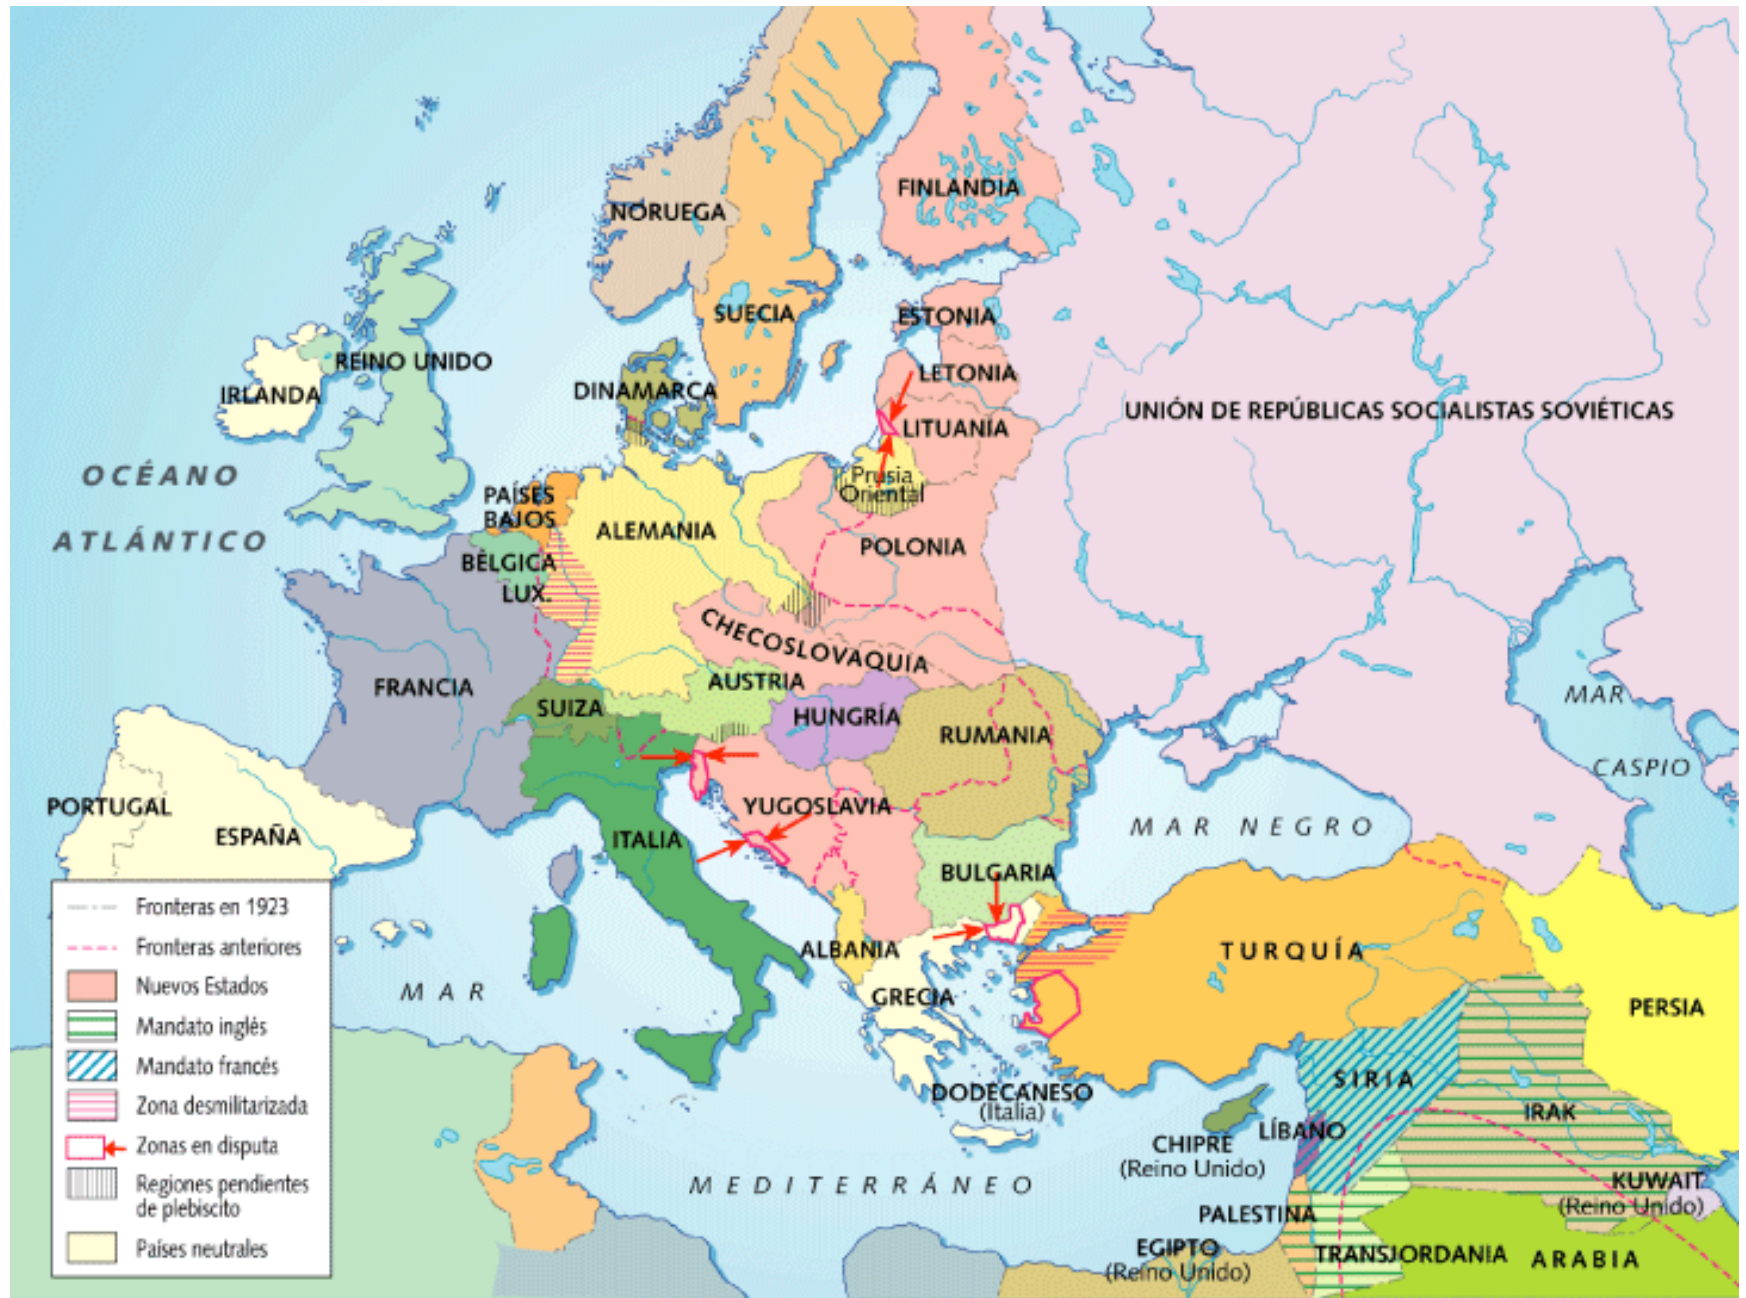 NORUEGA
FINLANDIA
SUECIA
ESTONIA
REINO UNIDO
IRLANDA
DINAMARCA
LETONIA
LITUANIA
UNIÓN DE REPÚBLICAS SOCIALISTAS SOVIÉTICAS
OCÉANO
ATLÁNTICO
PAÍSES
BAJOS
Prusia
Oriental
ALEMANIA
POLONIA
BÉLGICA
LUX.
CHECOSLOVAQUIA
FRANCIA
AUSTRIA
SUIZA
HUNGRÍA
RUMANIA
MAR
CASPIO
PORTUGAL
ESPAÑA
ITALIA
YUGOSLAVIA
MAR NEGRO
BULGARIA
ALBANIA
TURQUÍA
GRECIA
PERSIA
MAR
MEDITERRÁNEO
DODECANESO
(Italia)
SIRIA
IRAK
CHIPRE
(Reino Unido)
LÍBANO
KUWAIT
(Reino Unido)
PALESTINA
EGIPTO
(Reino Unido)
TRANSJORDANIA
ARABIA
Fronteras en 1923
Fronteras anteriores
Nuevos Estados
Mandato inglés
Mandato francés
Zona desmilitarizada
Zonas en disputa
Regiones pendientes
de plebiscito
Países neutrales